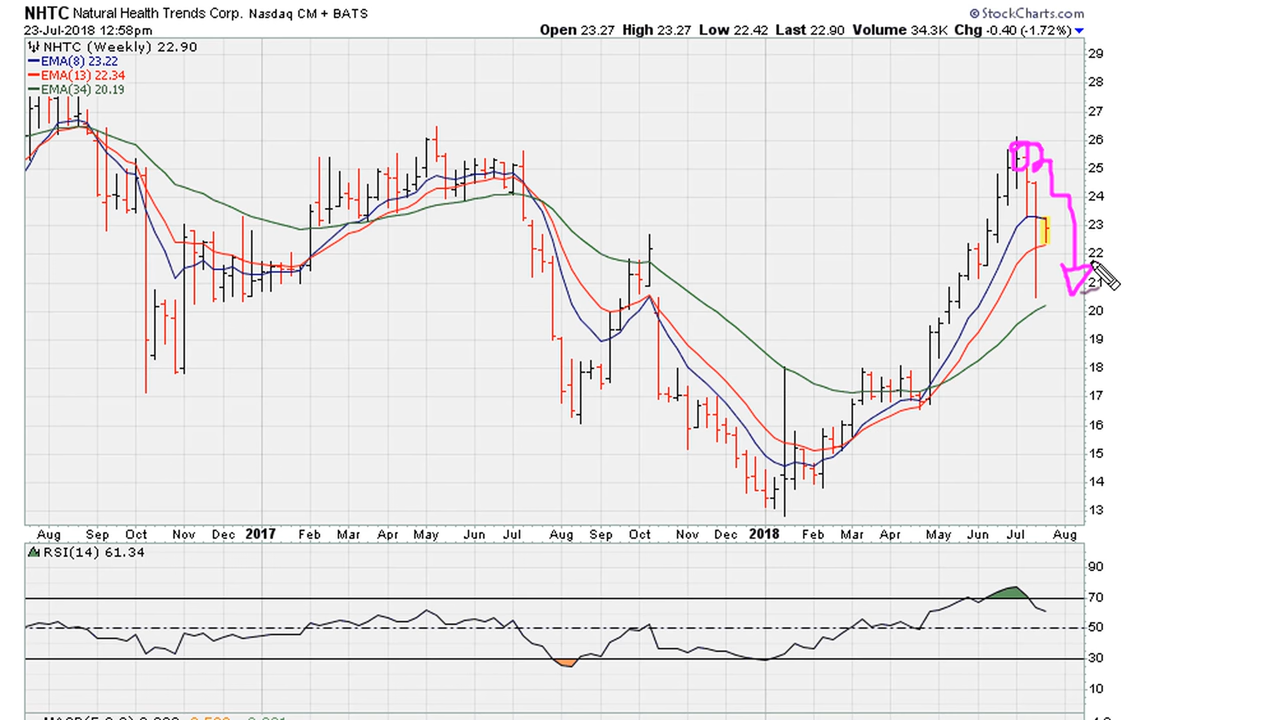 NHTC Natural Health Trends Corp. Nasdaq CM + BATS
© StockCharts.com
23-Jul-2018 12:58pm
Open 23.27 High 23.27 Low 22.42 Last 22.90 Volume 34.3K Chg -0.40 (-1.72%)
NHTC (Weekly) 22.90
EMA(8) 23.22
EMA(13) 22.34
EMA(34) 20.19
29
28
27
26
25
24
23
22
21
20
19
18
17
16
15
14
13
Aug Sep Oct Nov Dec 2017 Feb Mar Apr May Jun Jul Aug Sep Oct Nov Dec 2018 Feb Mar Apr May Jun Jul Aug
RSI(14) 61.34
90
70
50
30
10